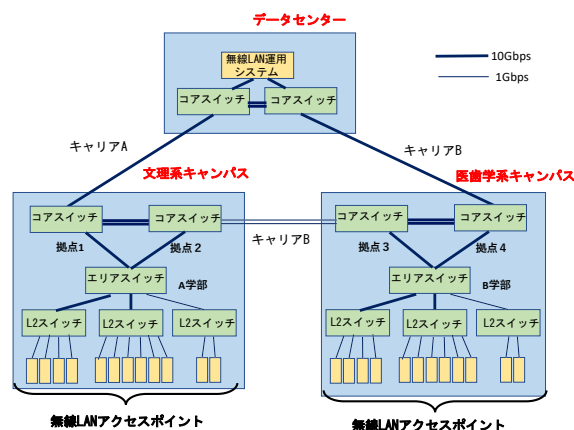 データセンター
無線LAN運用
システム
10Gbps
1Gbps
コアスイッチ
コアスイッチ
キャリアA
キャリアB
文理系キャンパス
医歯学系キャンパス
コアスイッチ
コアスイッチ
コアスイッチ
コアスイッチ
拠点1
拠点2
キャリアB
拠点3
拠点4
エリアスイッチ
A学部
エリアスイッチ
B学部
L2スイッチ
L2スイッチ
L2スイッチ
L2スイッチ
L2スイッチ
L2スイッチ
無線LANアクセスポイント
無線LANアクセスポイント